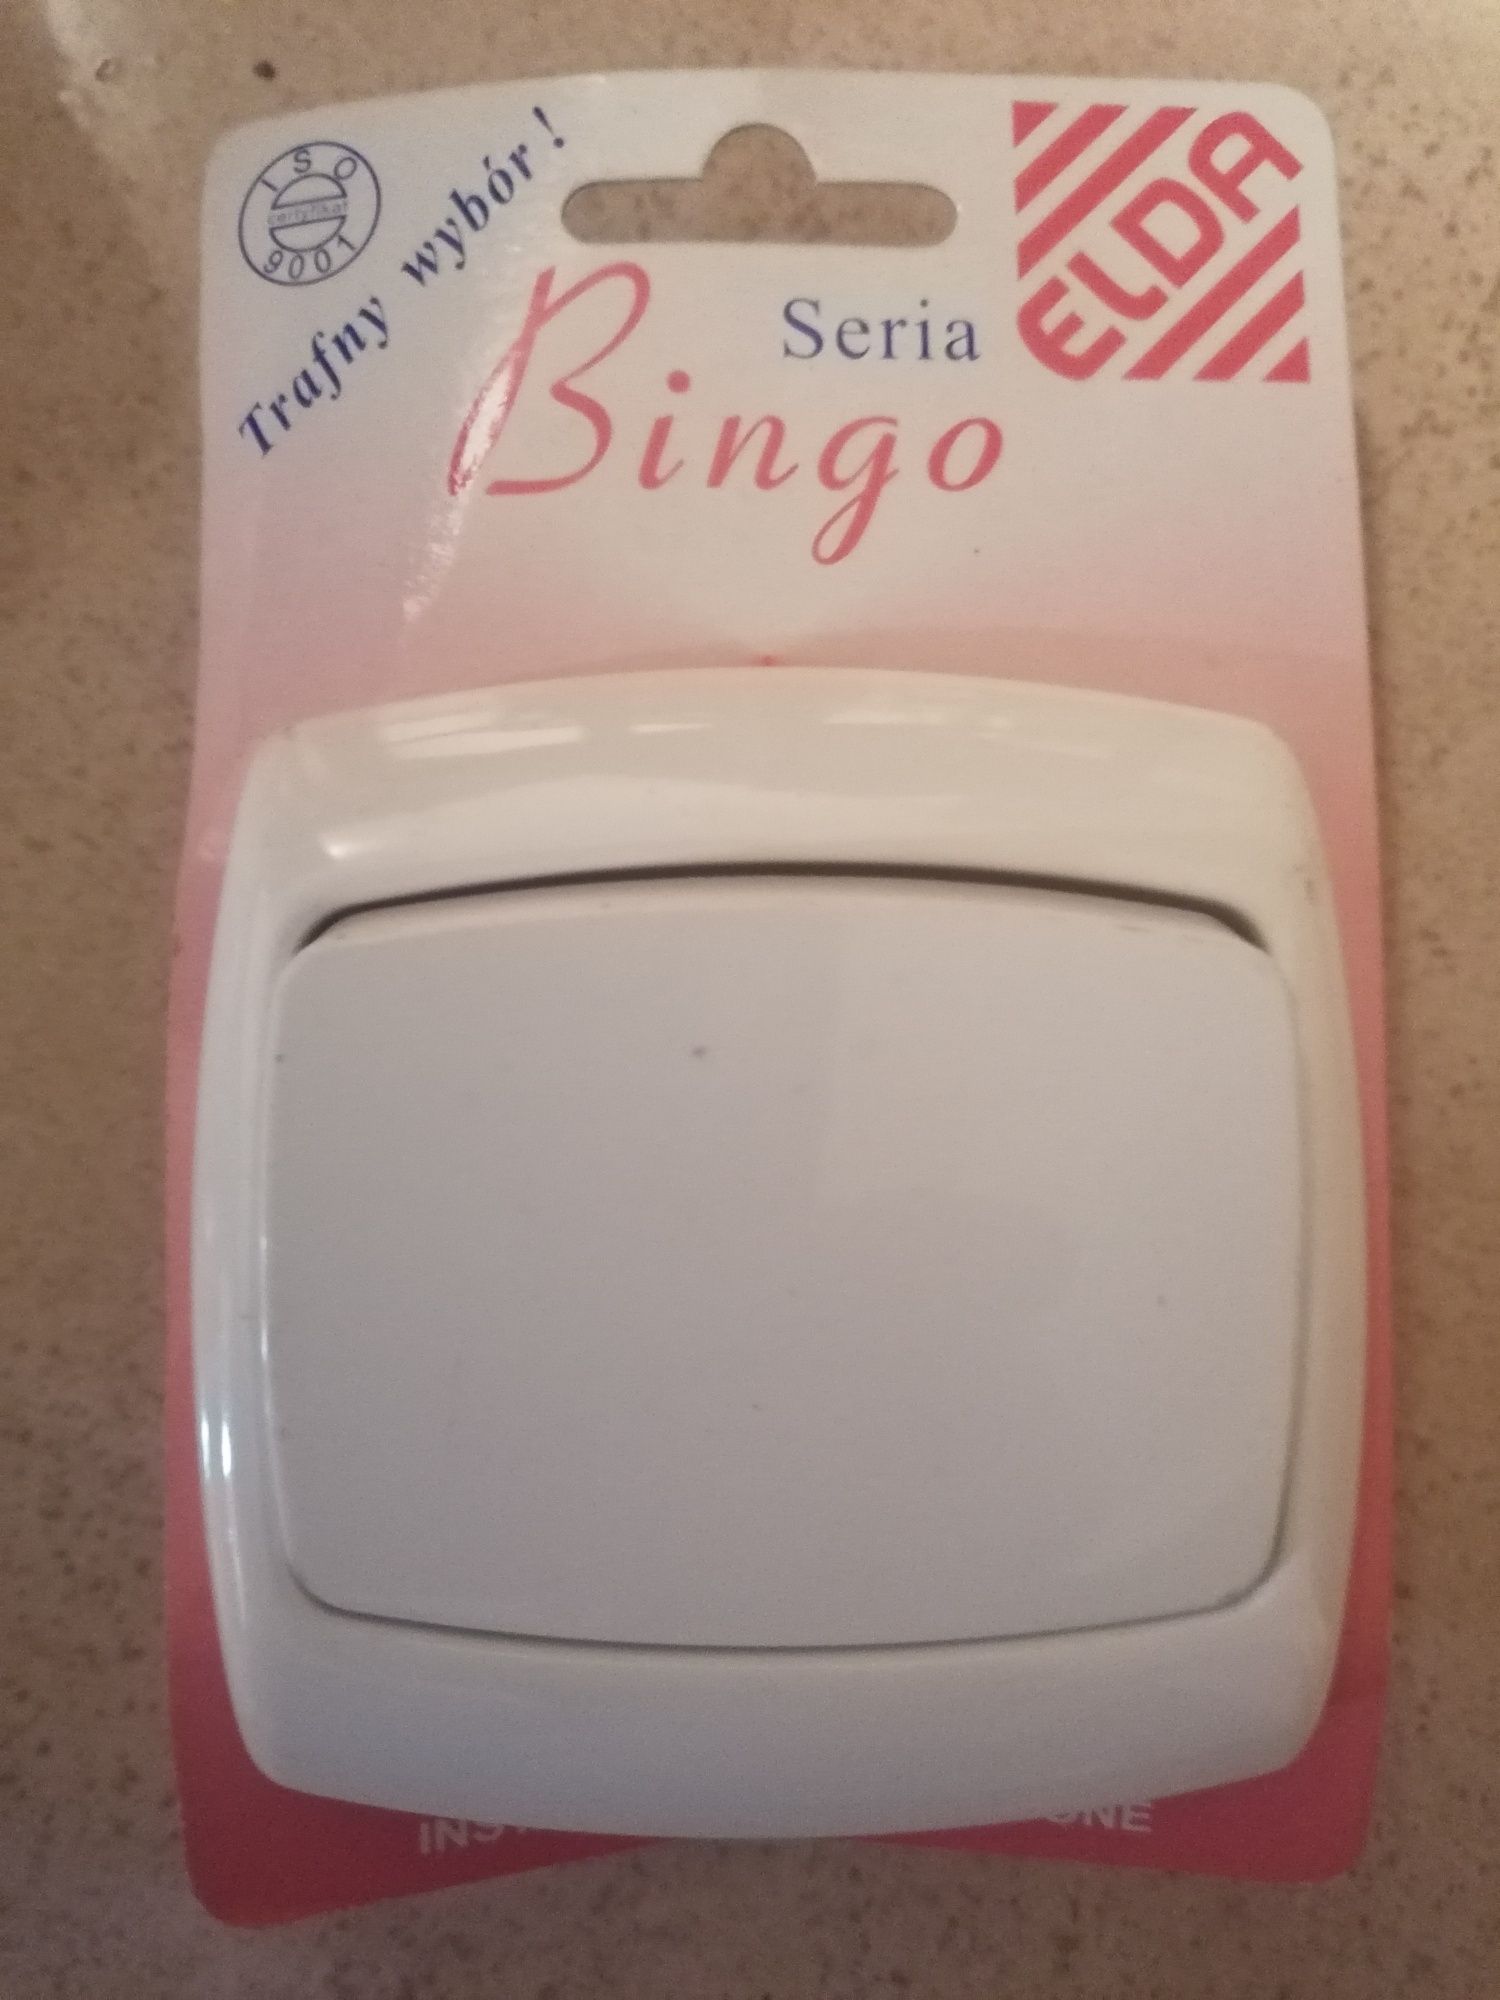 ISO
certyfikat
9001
Trafny wybór!
ELDA
Seria
Bingo